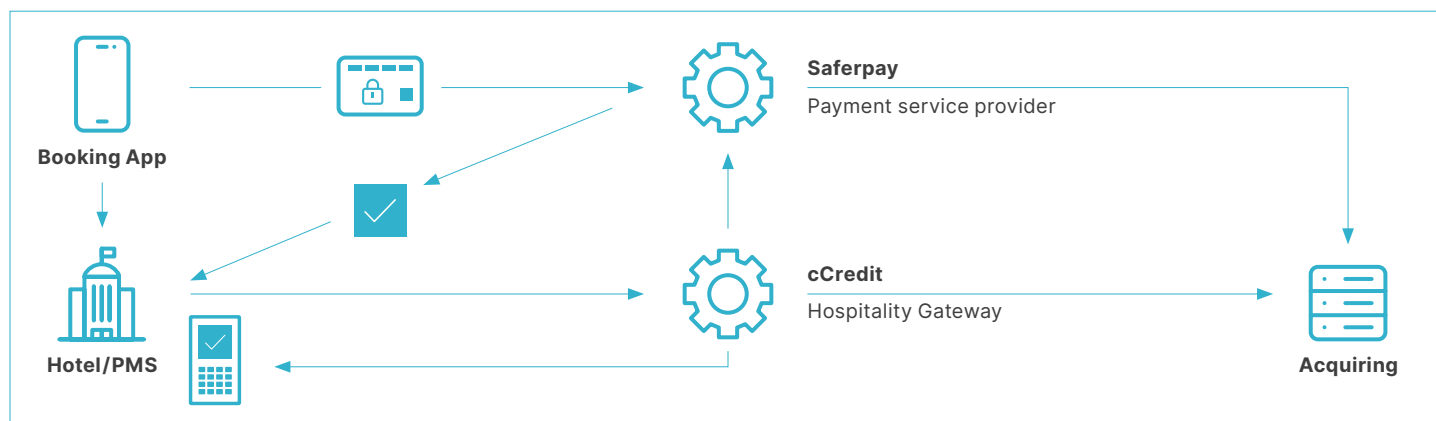 Saferpay
Payment service provider
Booking App
cCredit
Hospitality Gateway
Hotel/PMS
Acquiring